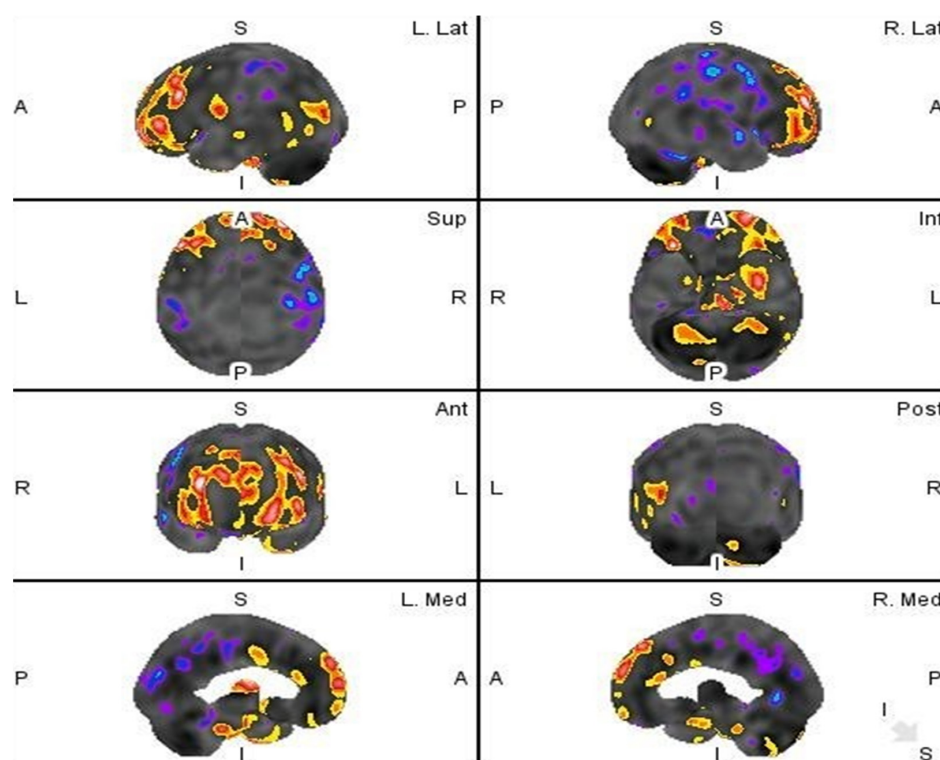 S L. Lat
A P
I
S R. Lat
P A
I
A Sup
L R
P
A Inf
R L
P
S Ant
R L
I
S Post
L R
I
S L. Med
P A
I
S R. Med
A P
I
I
S